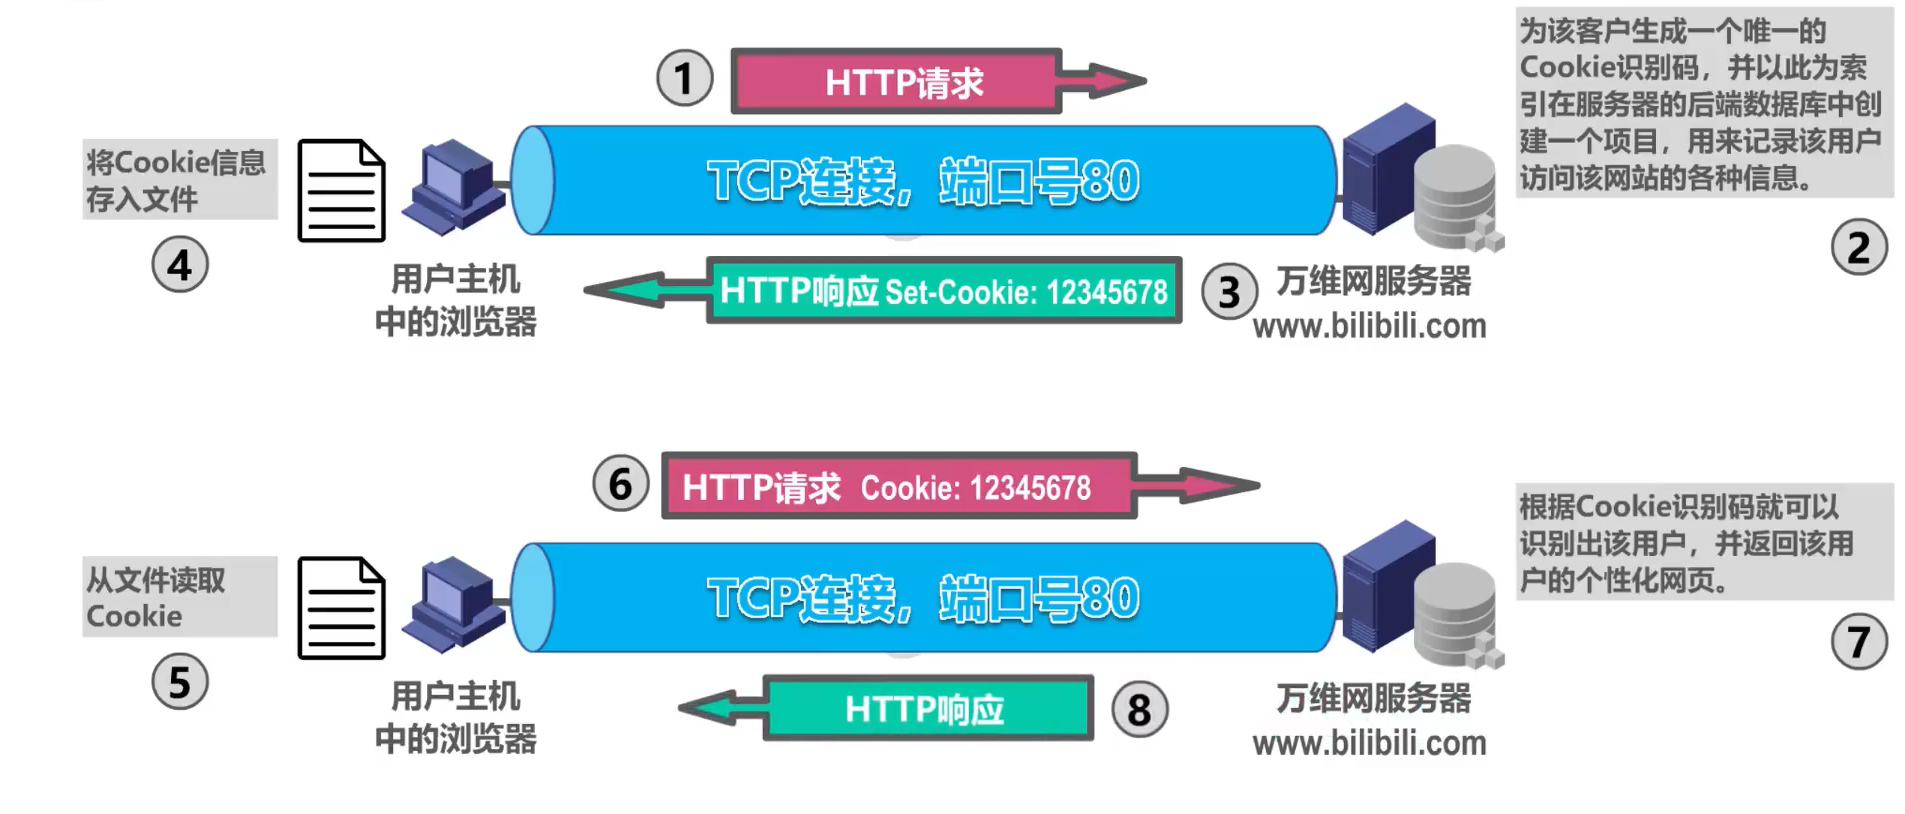 ①
HTTP请求
为该客户生成一个唯一的
Cookie识别码，并以此为索
引在服务器的后端数据库中创
建一个项目，用来记录该用户
访问该网站的各种信息。
②
将Cookie信息
存入文件
④
TCP连接，端口号80
用户主机
中的浏览器
HTTP响应 Set-Cookie: 12345678
③
万维网服务器
www.bilibili.com
⑥
HTTP请求 Cookie: 12345678
根据Cookie识别码就可以
识别出该用户，并返回该用
户的个性化网页。
⑦
从文件读取
Cookie
⑤
TCP连接，端口号80
用户主机
中的浏览器
HTTP响应
⑧
万维网服务器
www.bilibili.com